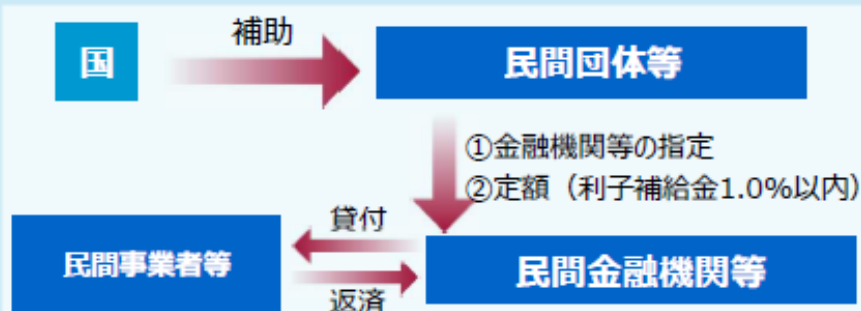 国
補助
民間団体等
①金融機関等の指定
②定額（利子補給金1.0%以内）
貸付
民間事業者等
民間金融機関等
返済